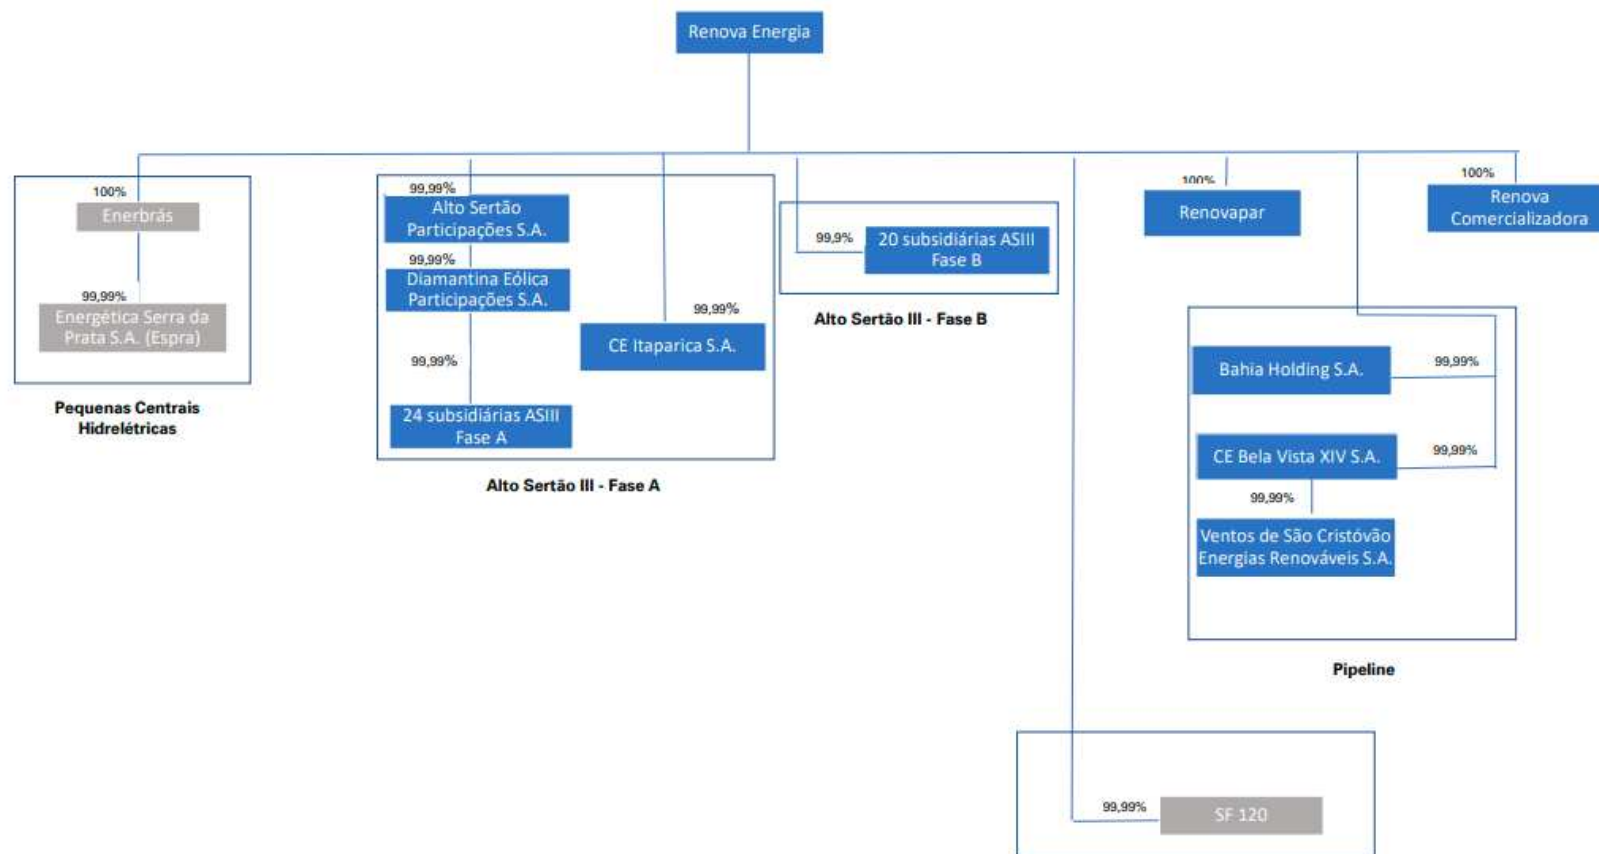 Renova Energia
100%
Enerbrás
99,99%
Energética Serra da
Prata S.A. (Espra)
Pequenas Centrais
Hidrelétricas
99,99%
Alto Sertão
Participações S.A.
99,99%
Diamantina Eólica
Participações S.A.
99,99%
24 subsidiárias ASIII
Fase A
99,99%
CE Itaparica S.A.
Alto Sertão III - Fase A
99,9%
20 subsidiárias ASIII
Fase B
Alto Sertão III - Fase B
100%
Renovapar
100%
Renova
Comercializadora
Bahia Holding S.A.
99,99%
CE Bela Vista XIV S.A.
99,99%
99,99%
Ventos de São Cristóvão
Energias Renováveis S.A.
Pipeline
99,99%
SF 120